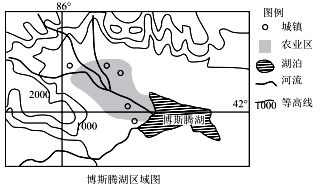 86°
图例
城镇
农业区
湖泊
河流
1000 等高线
2000
1000
42°
博斯腾湖
博斯腾湖区域图